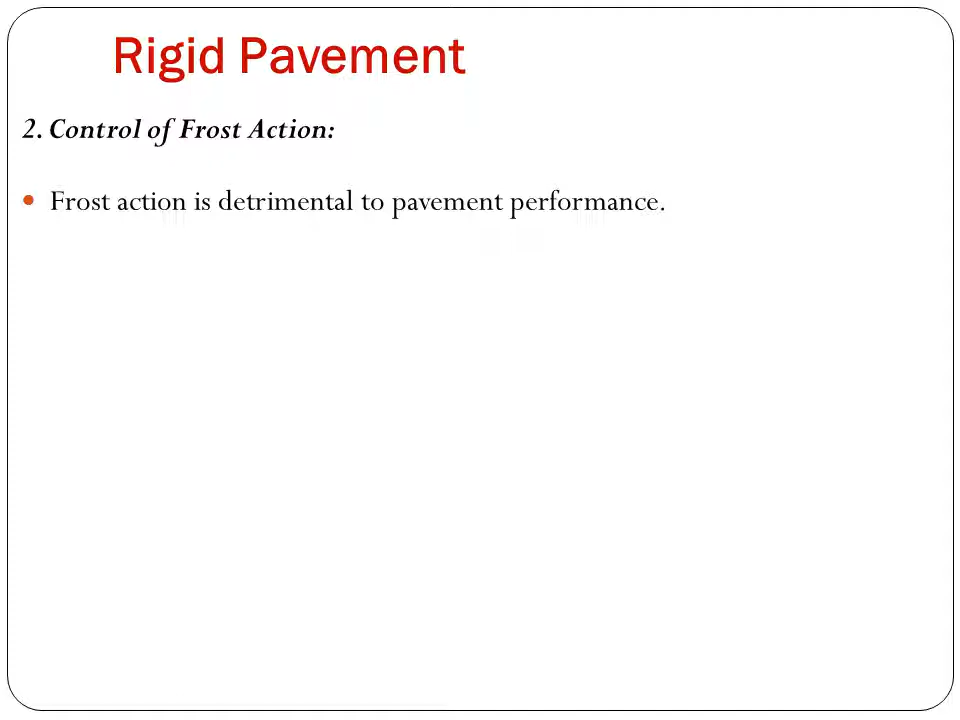 Rigid Pavement
2. Control of Frost Action:
• Frost action is detrimental to pavement performance.